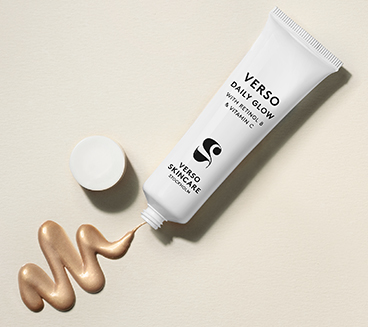 VERSO
DAILY GLOW
WITH RETINOL 8
& VITAMIN C
VERSO
SKINCARE
STOCKHOLM